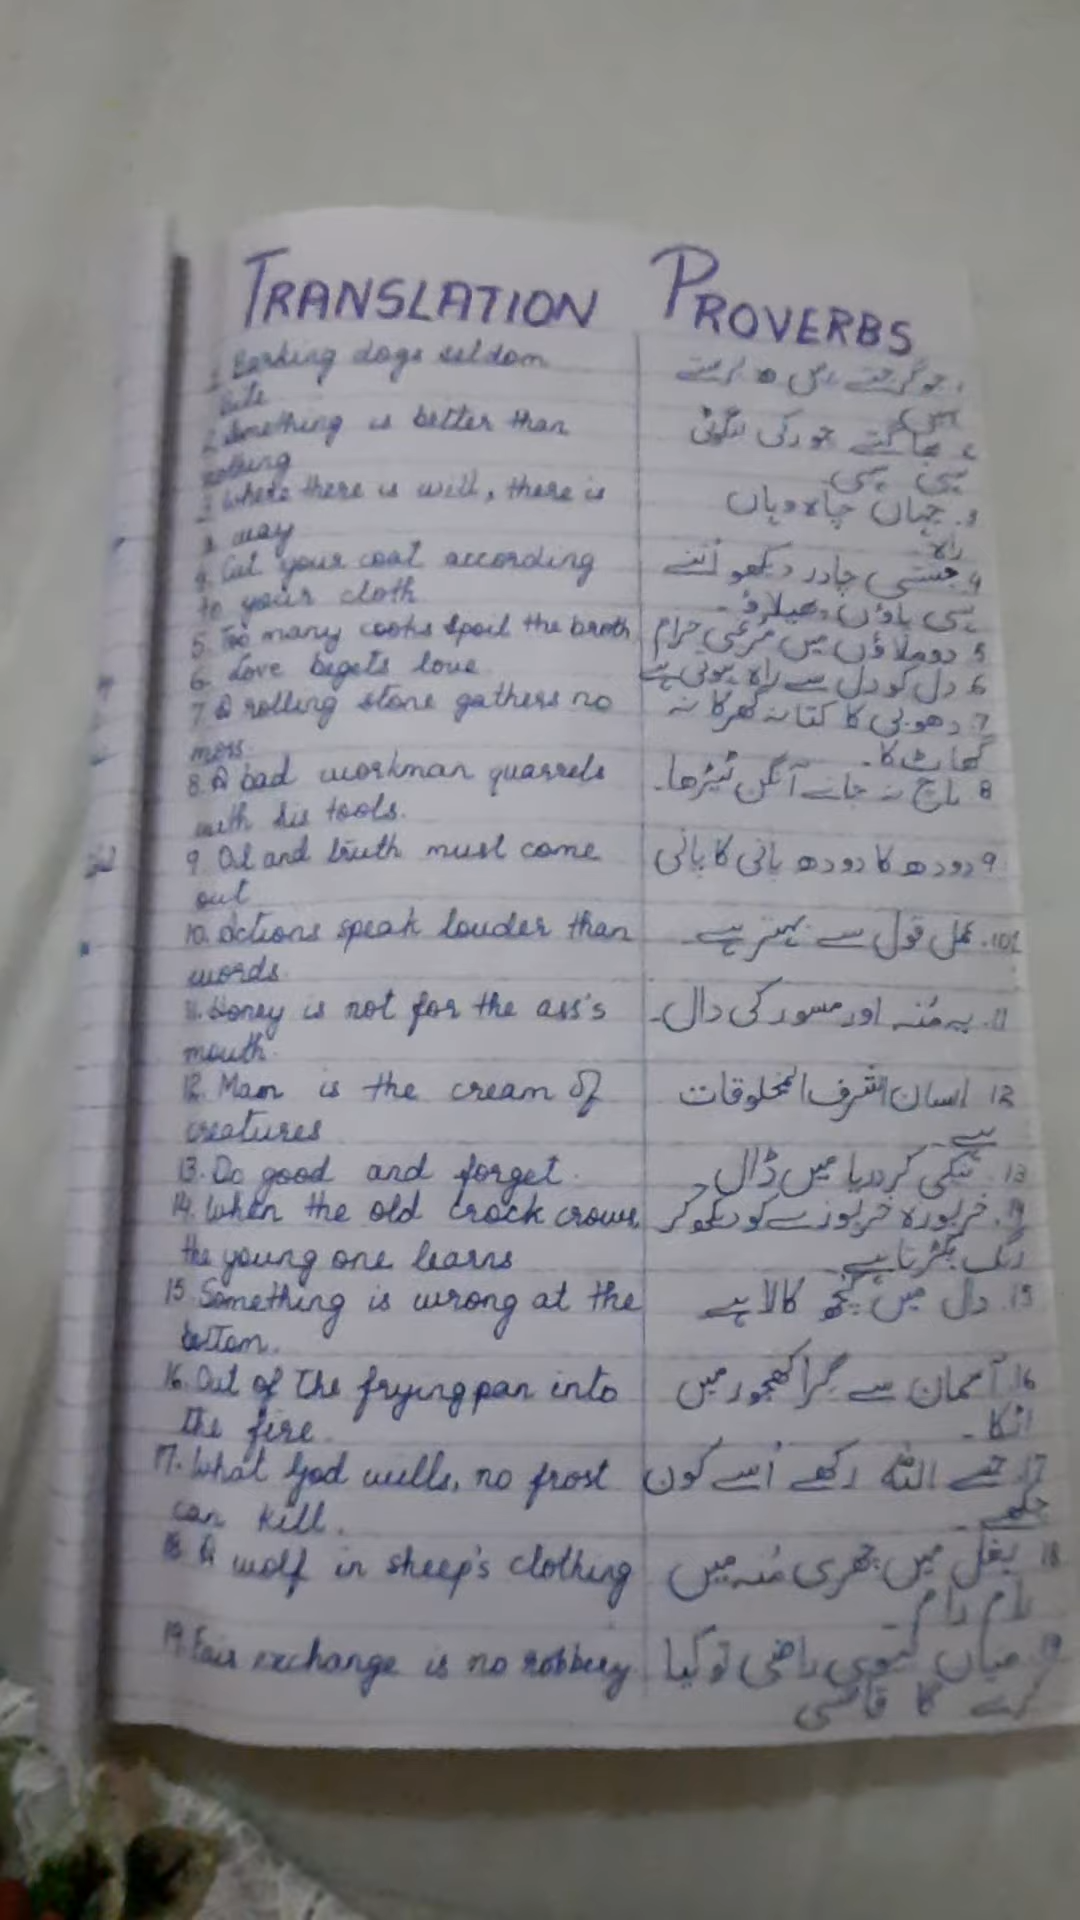 TRANSLATION PROVERBS
1. Barking dogs seldom
bite
2. Something is better than
nothing
3. Where there is will, there is
a way
4. Cut your coat according
to your cloth
5. Too many cooks spoil the broth
6. Love begets love
7. A rolling stone gathers no
moss.
8. A bad workman quarrels
with his tools.
9. Oil and truth must come
out
10. Actions speak louder than
words.
11. Honey is not for the ass's
mouth.
12. Man is the cream of
creatures
13. Do good and forget.
14. When the old crock crows
the young one learns
15. Something is wrong at the
bottom.
16. Out of the frying pan into
the fire.
17. What God wills, no frost
can kill.
18. A wolf in sheep's clothing
19. Fair exchange is no robbery
1. جو گرجتے ہیں وہ برستے
نہیں
2. بھاگتے چور کی لنگوٹی
ہی سہی
3. جہاں چاہ وہاں
راہ
4. جتنی چادر دیکھو اتنے
ہی پاؤں پھیلاؤ۔
5 دو ملاؤں میں مرغی حرام
6 دل کو دل سے راہ ہوتی ہے
7. دھوبی کا کتا نہ گھر کا نہ
گھاٹ کا۔
8 ناچ نہ جانے آنگن ٹیڑھا۔
9 دودھ کا دودھ پانی کا پانی
10. عمل قول سے بہتر ہے۔
11. یہ مُنہ اور مسور کی دال۔
12 انسان اشرف المخلوقات
ہے۔
13. نیکی کر دریا میں ڈال
14. خربوزہ خربوزے کو دیکھ کر
رنگ پکڑتا ہے۔
15. دال میں کچھ کالا ہے
16. آسمان سے گرا کھجور میں
اٹکا۔
17. جسے اللہ رکھے اُسے کون
چکھے۔
18 بغل میں چھری مُنہ میں
رام رام۔
19 میاں بیوی راضی تو کیا
کرے گا قاضی